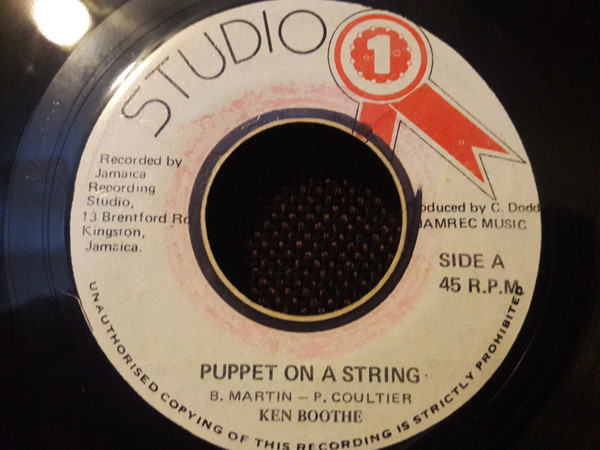 STUDIO 1
Recorded by
Jamaica
Recording
Studio,
13 Brentford Rd
Kingston,
Jamaica.
oduced by C. Dodd
JAMREC MUSIC
SIDE A
45 R.P.M.
PUPPET ON A STRING
B. MARTIN - P. COULTIER
KEN BOOTHE
UNAUTHORISED COPYING OF THIS RECORDING IS STRICTLY PROHIBITED